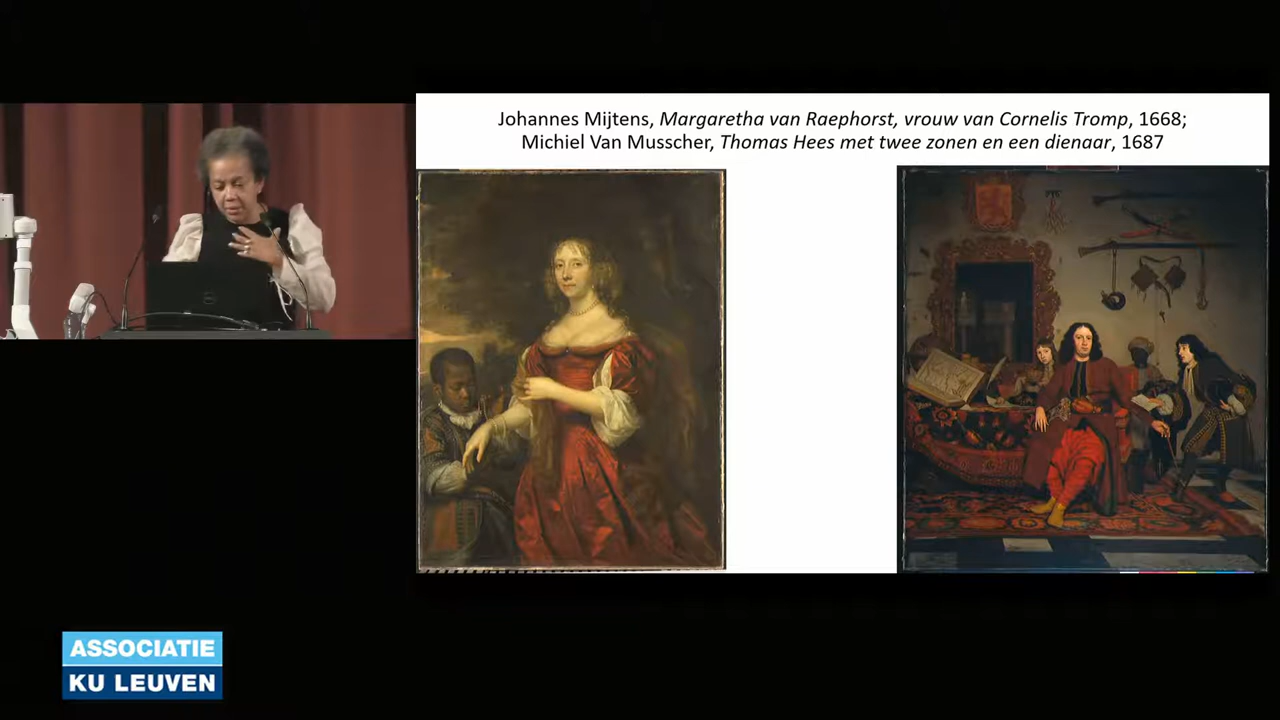 Johannes Mijtens, Margaretha van Raephorst, vrouw van Cornelis Tromp, 1668;
Michiel Van Musscher, Thomas Hees met twee zonen en een dienaar, 1687
ASSOCIATIE
KU LEUVEN